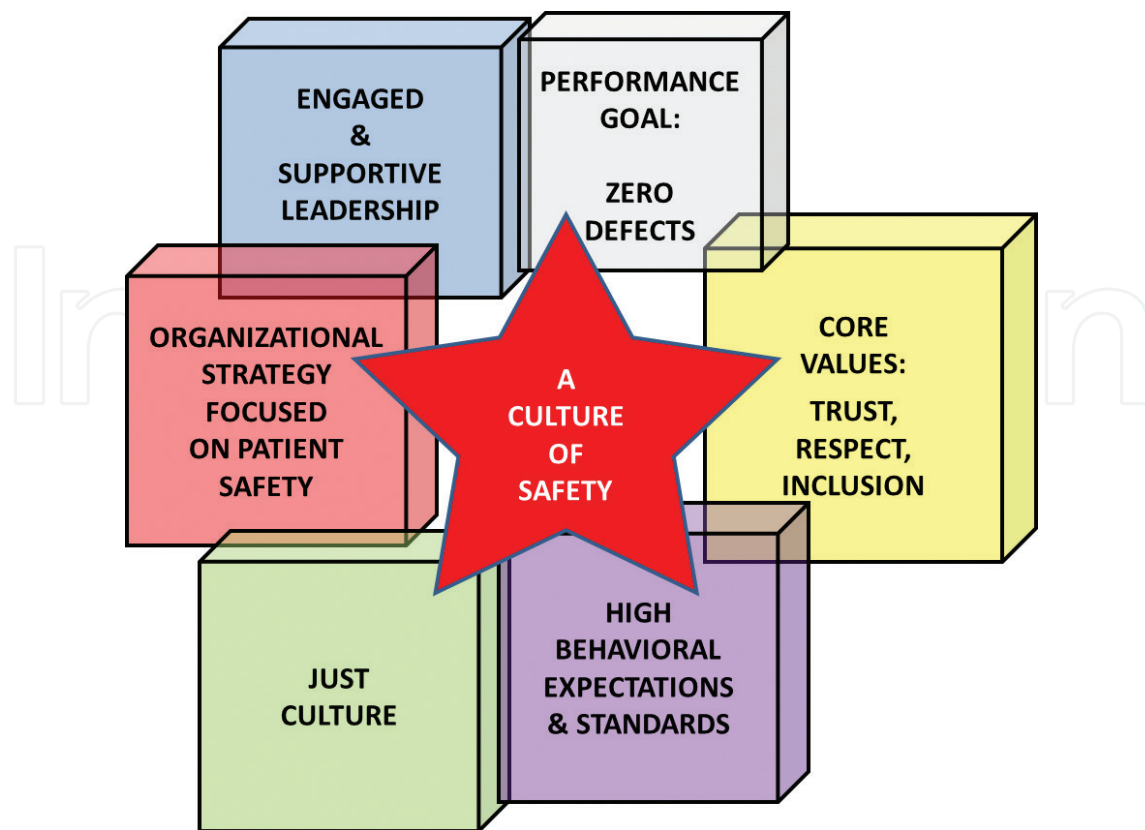 ENGAGED
&
SUPPORTIVE
LEADERSHIP
PERFORMANCE
GOAL:
ZERO
DEFECTS
CORE
VALUES:
TRUST,
RESPECT,
INCLUSION
ORGANIZATIONAL
STRATEGY
FOCUSED
ON PATIENT
SAFETY
A
CULTURE
OF
SAFETY
JUST
CULTURE
HIGH
BEHAVIORAL
EXPECTATIONS
& STANDARDS